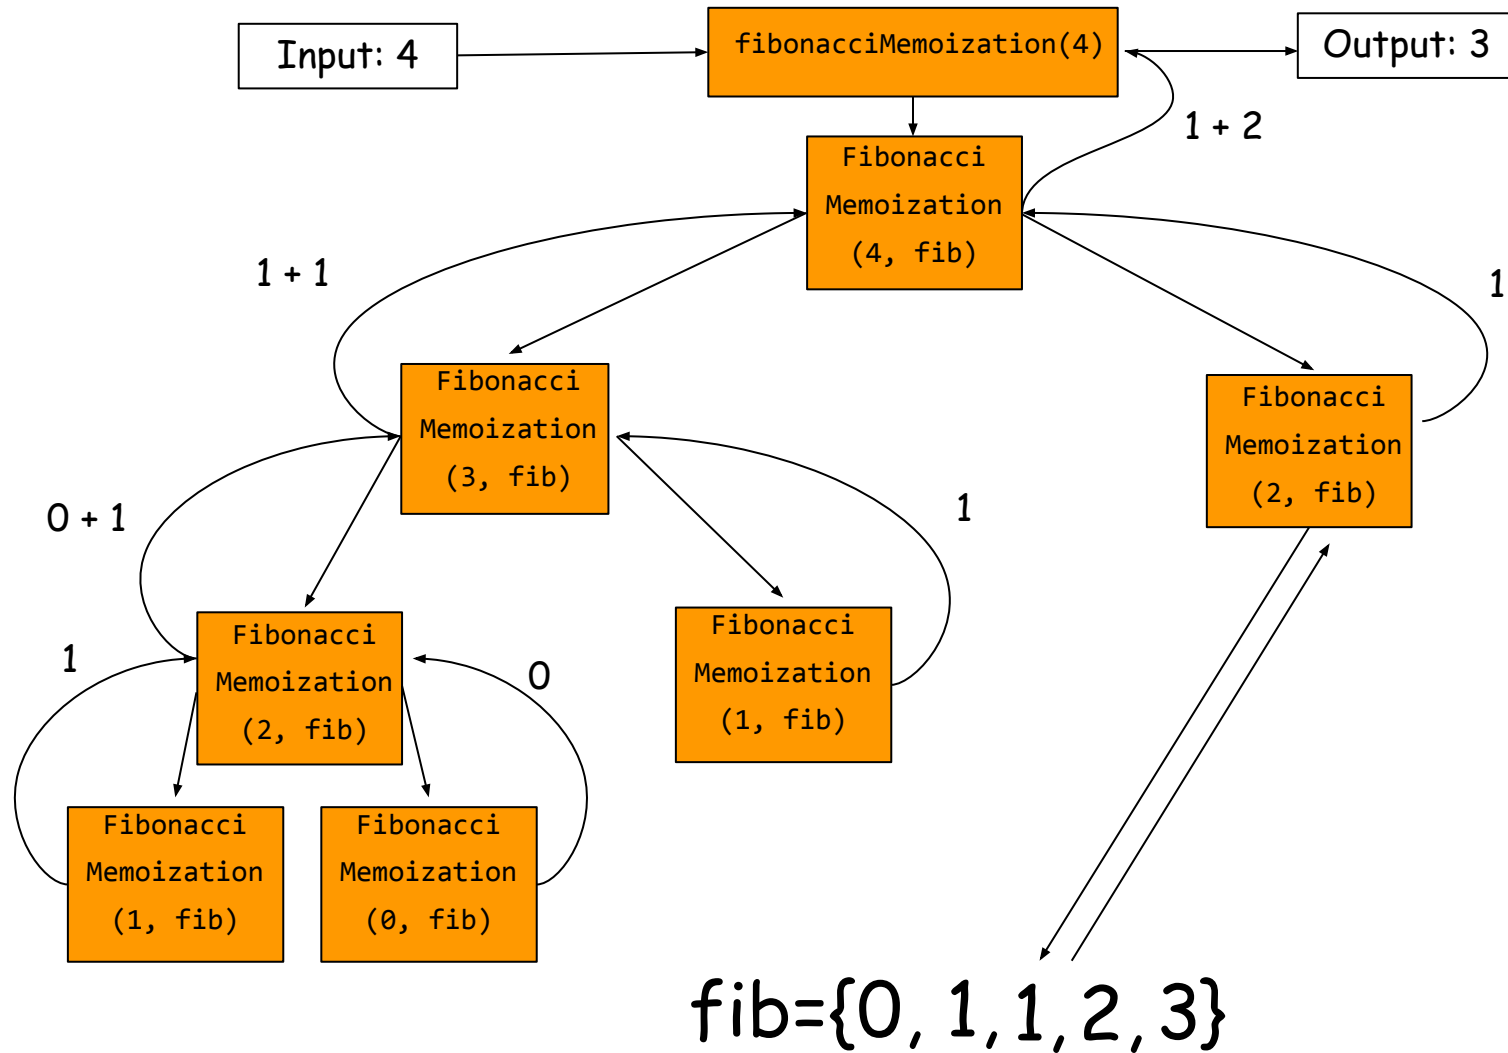 Input: 4
fibonacciMemoization(4)
Output: 3
1 + 2
Fibonacci
Memoization
(4, fib)
1 + 1
1
Fibonacci
Memoization
(3, fib)
Fibonacci
Memoization
(2, fib)
0 + 1
1
Fibonacci
Memoization
(2, fib)
Fibonacci
Memoization
(1, fib)
1
0
Fibonacci
Memoization
(1, fib)
Fibonacci
Memoization
(0, fib)
fib={0, 1, 1, 2, 3}